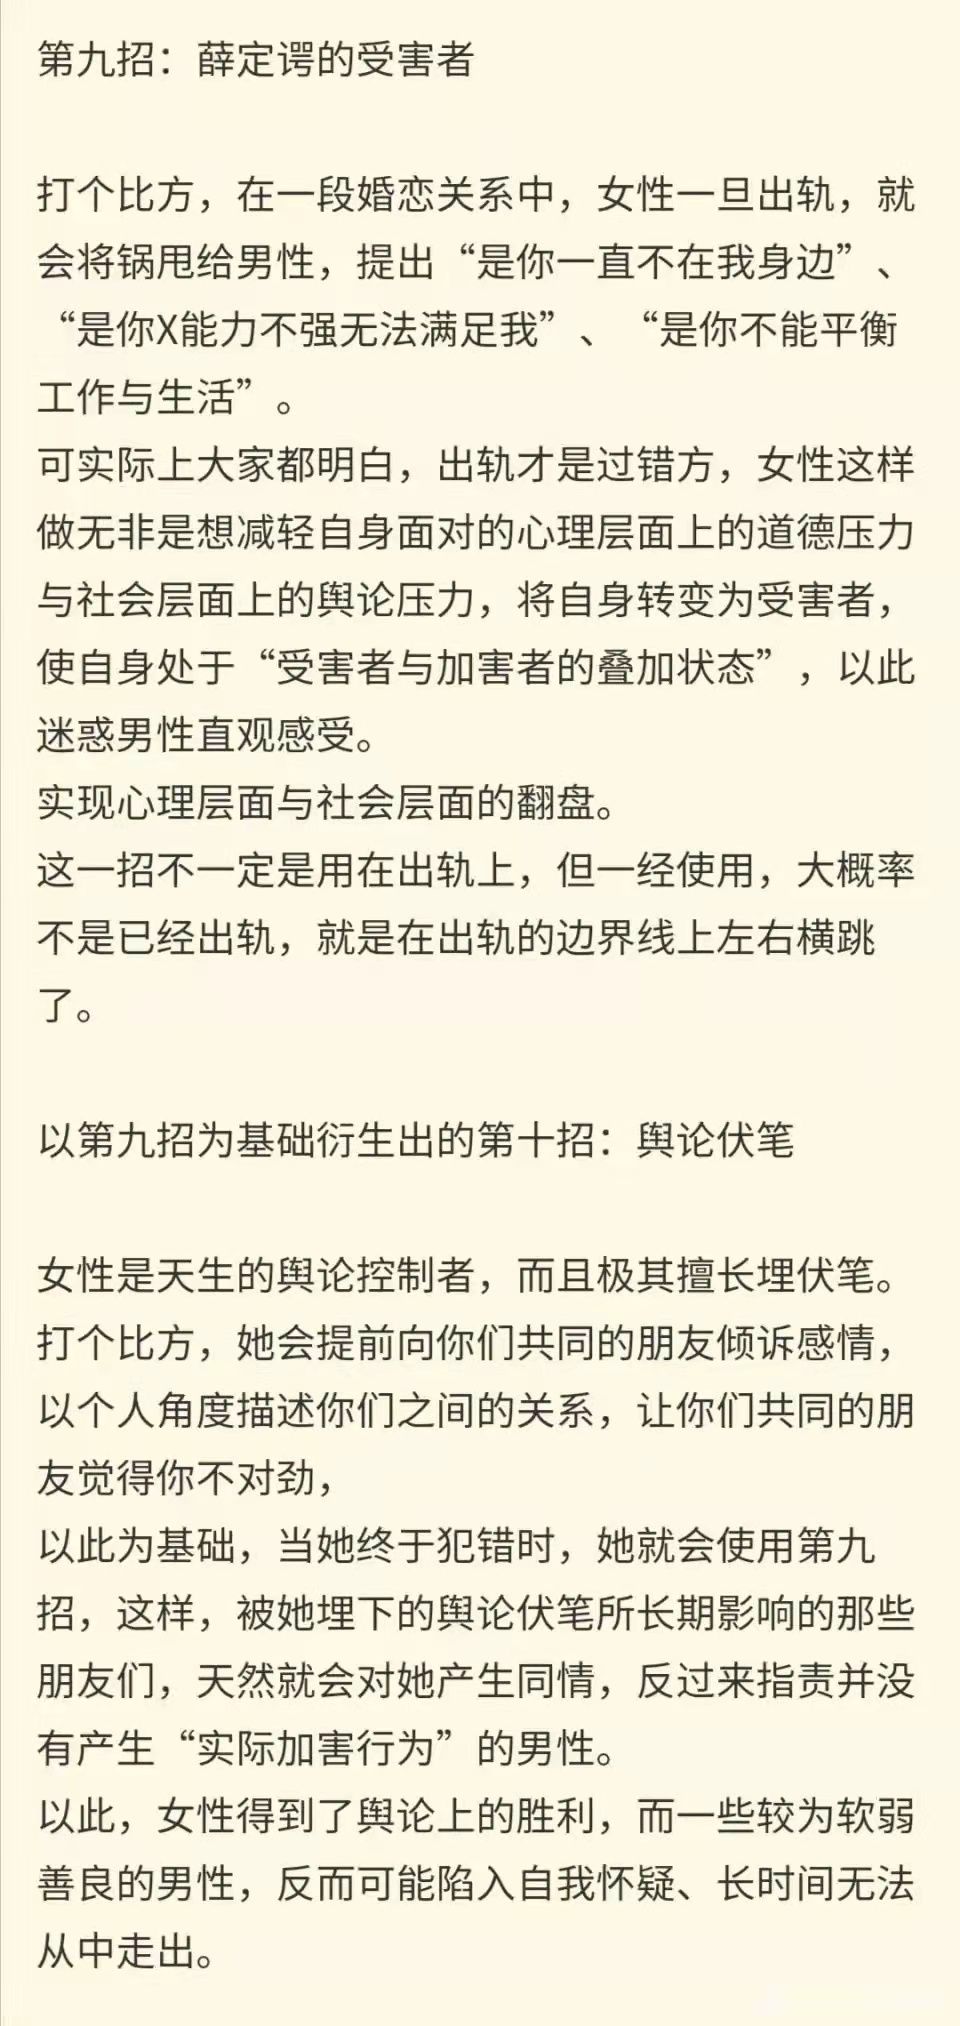 第九招：薛定谔的受害者
打个比方，在一段婚恋关系中，女性一旦出轨，就
会将锅甩给男性，提出“是你一直不在我身边”、
“是你X能力不强无法满足我”、“是你不能平衡
工作与生活”。
可实际上大家都明白，出轨才是过错方，女性这样
做无非是想减轻自身面对的心理层面上的道德压力
与社会层面上的舆论压力，将自身转变为受害者，
使自身处于“受害者与加害者的叠加状态”，以此
迷惑男性直观感受。
实现心理层面与社会层面的翻盘。
这一招不一定是用在出轨上，但一经使用，大概率
不是已经出轨，就是在出轨的边界线上左右横跳
了。
以第九招为基础衍生出的第十招：舆论伏笔
女性是天生的舆论控制者，而且极其擅长埋伏笔。
打个比方，她会提前向你们共同的朋友倾诉感情，
以个人角度描述你们之间的关系，让你们共同的朋
友觉得你不对劲，
以此为基础，当她终于犯错时，她就会使用第九
招，这样，被她埋下的舆论伏笔所长期影响的那些
朋友们，天然就会对她产生同情，反过来指责并没
有产生“实际加害行为”的男性。
以此，女性得到了舆论上的胜利，而一些较为软弱
善良的男性，反而可能陷入自我怀疑、长时间无法
从中走出。